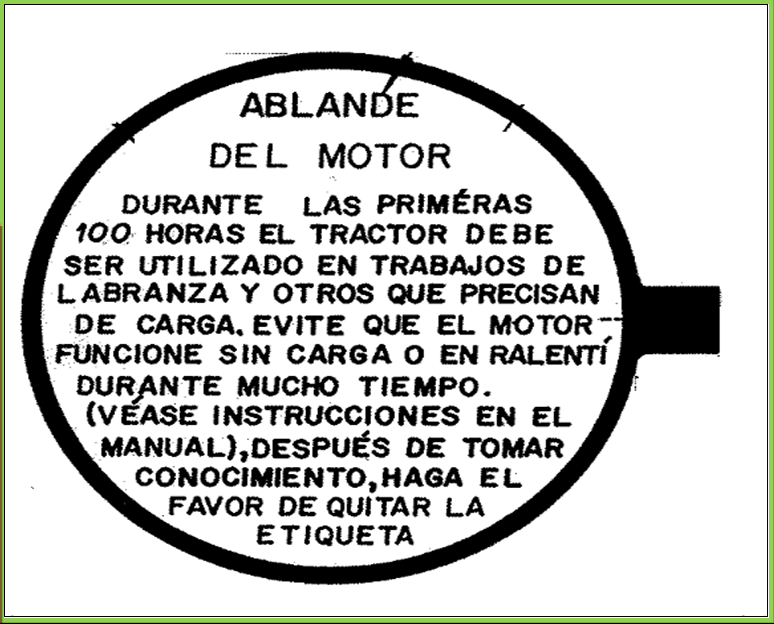 ABLANDE
DEL MOTOR
DURANTE LAS PRIMÉRAS
100 HORAS EL TRACTOR DEBE
SER UTILIZADO EN TRABAJOS DE
LABRANZA Y OTROS QUE PRECISAN
DE CARGA. EVITE QUE EL MOTOR
FUNCIONE SIN CARGA O EN RALENTÍ
DURANTE MUCHO TIEMPO.
(VÉASE INSTRUCCIONES EN EL
MANUAL),DESPUÉS DE TOMAR
CONOCIMIENTO,HAGA EL
FAVOR DE QUITAR LA
ETIQUETA